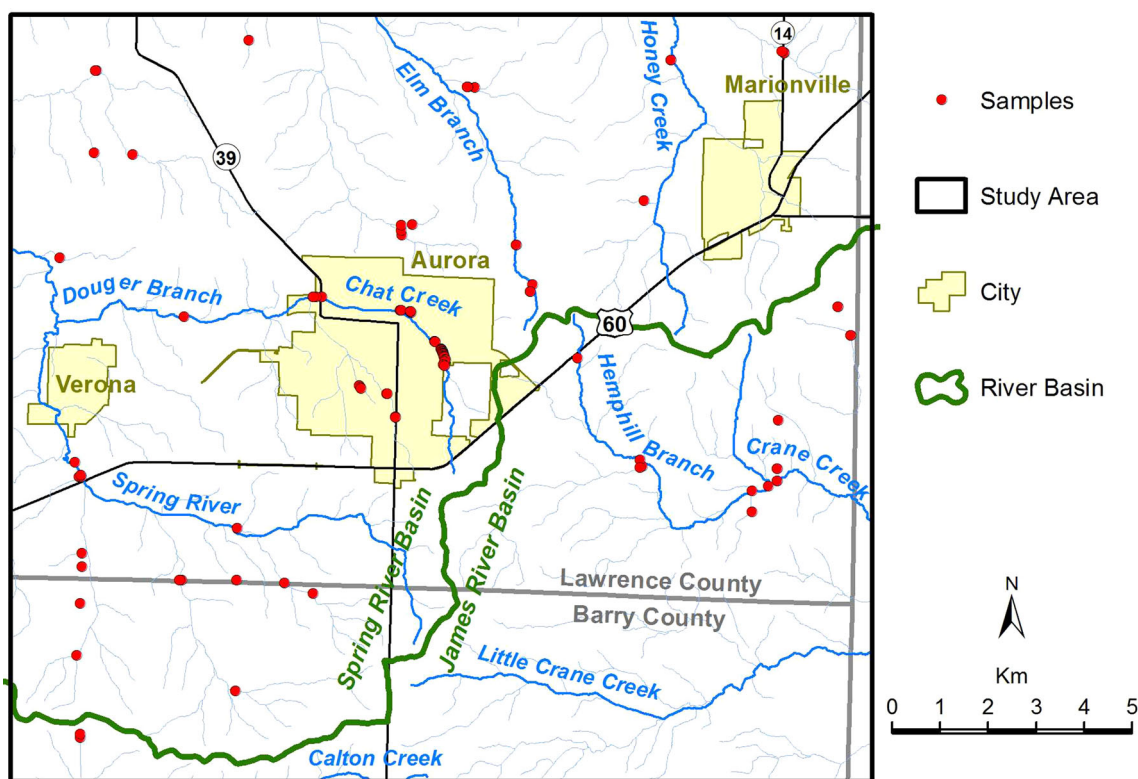 14
Honey Creek
Elm Branch
Marionville
Samples
39
Study Area
Aurora
Chat Creek
Douger Branch
City
60
Verona
River Basin
Hemphill Branch
Crane Creek
Spring River
Spring River Basin
James River Basin
Lawrence County
Barry County
N
Little Crane Creek
Km
0 1 2 3 4 5
Calton Creek